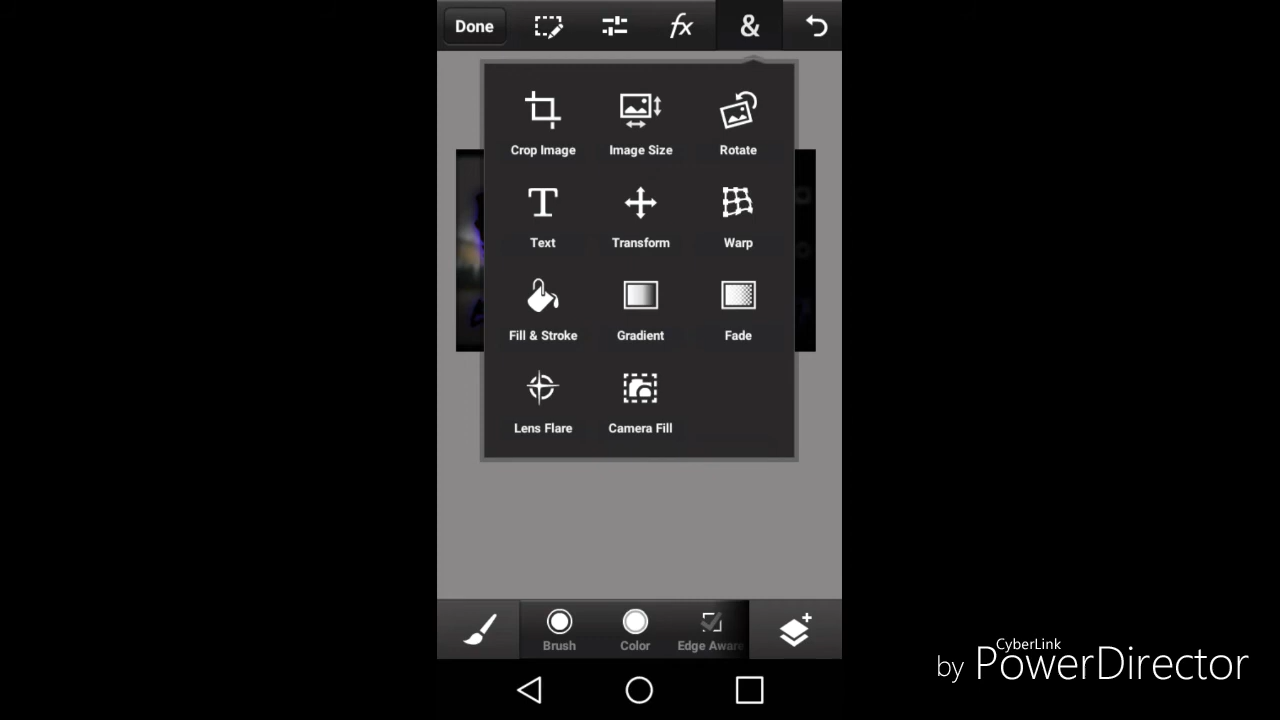 Done
fx
&
Crop Image
Image Size
Rotate
T
Text
Transform
Warp
Fill & Stroke
Gradient
Fade
Lens Flare
Camera Fill
Brush
Color
Edge Aware
CyberLink
by PowerDirector